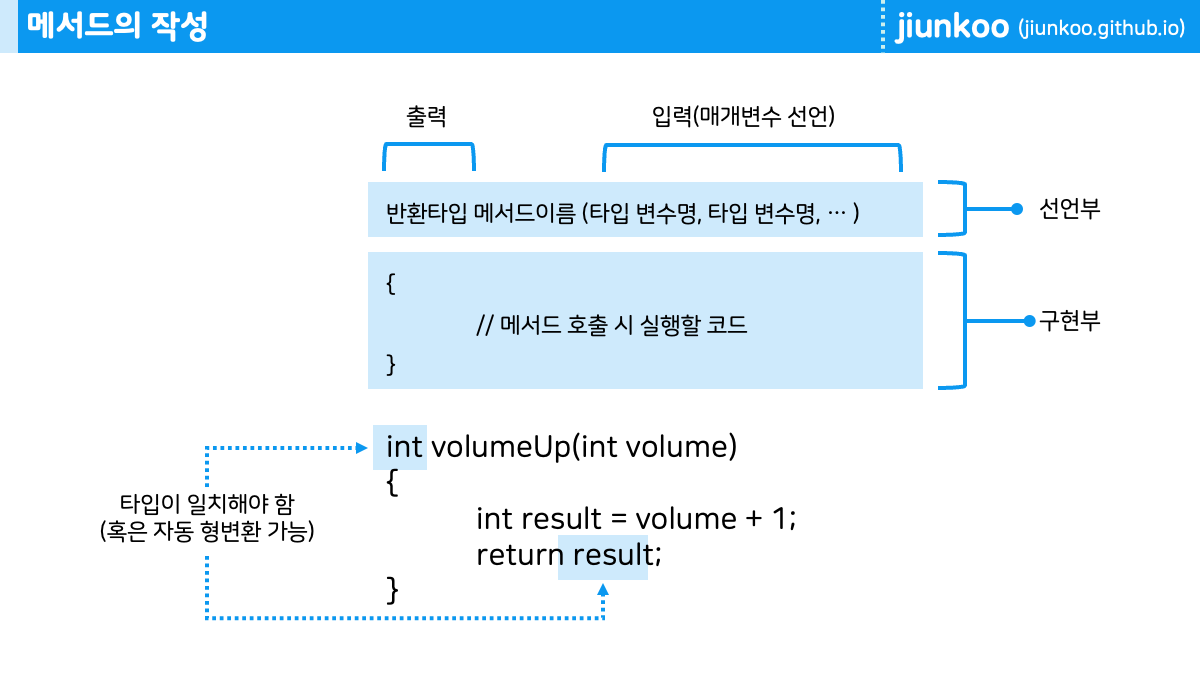 메서드의 작성
jiunkoo (jiunkoo.github.io)
출력
입력(매개변수 선언)
반환타입 메서드이름 (타입 변수명, 타입 변수명, ⋯ )
선언부
{
// 메서드 호출 시 실행할 코드
}
구현부
int volumeUp(int volume)
{
int result = volume + 1;
return result;
}
타입이 일치해야 함
(혹은 자동 형변환 가능)